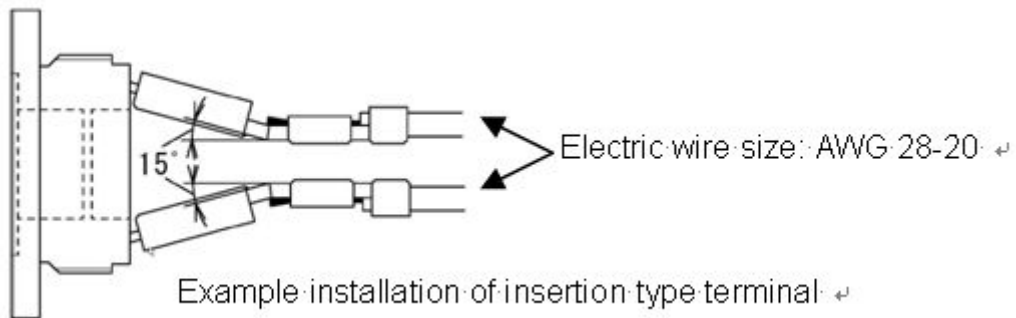 Electric wire size: AWG 28-20
15°
Example installation of insertion type terminal